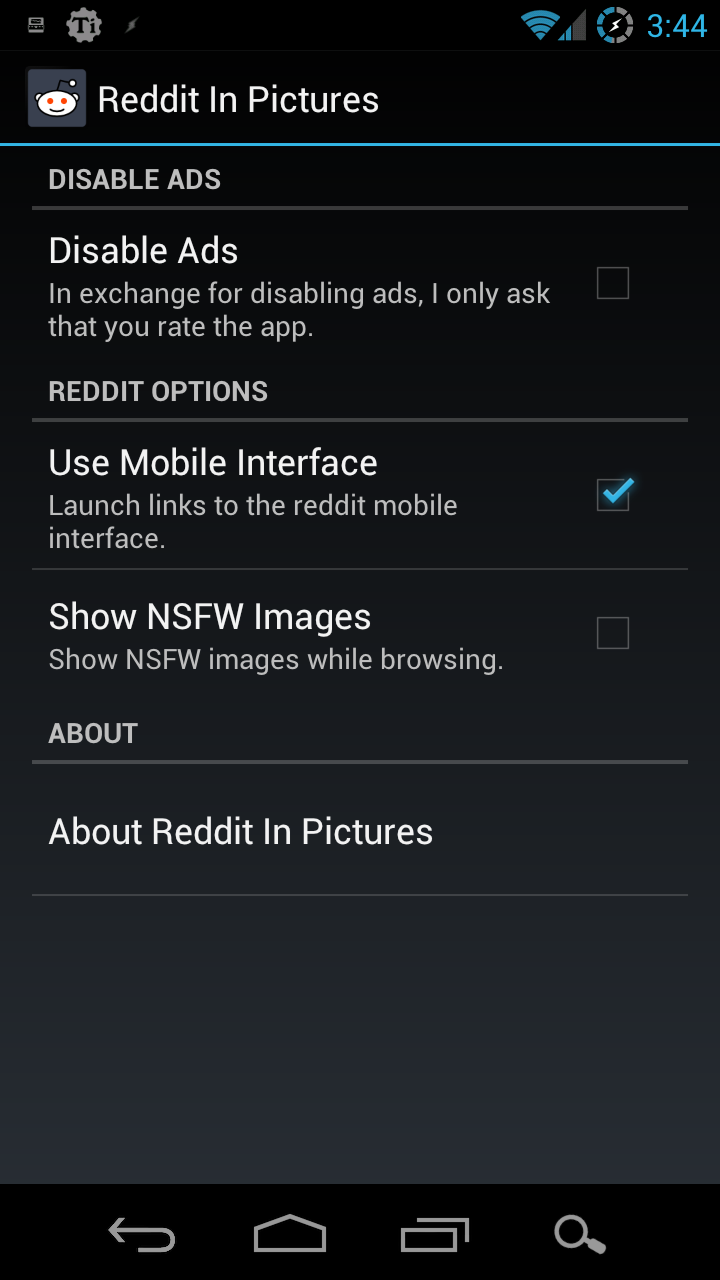 Ti 3:44
Reddit In Pictures
DISABLE ADS
Disable Ads
In exchange for disabling ads, I only ask
that you rate the app.
REDDIT OPTIONS
Use Mobile Interface
Launch links to the reddit mobile
interface.
Show NSFW Images
Show NSFW images while browsing.
ABOUT
About Reddit In Pictures